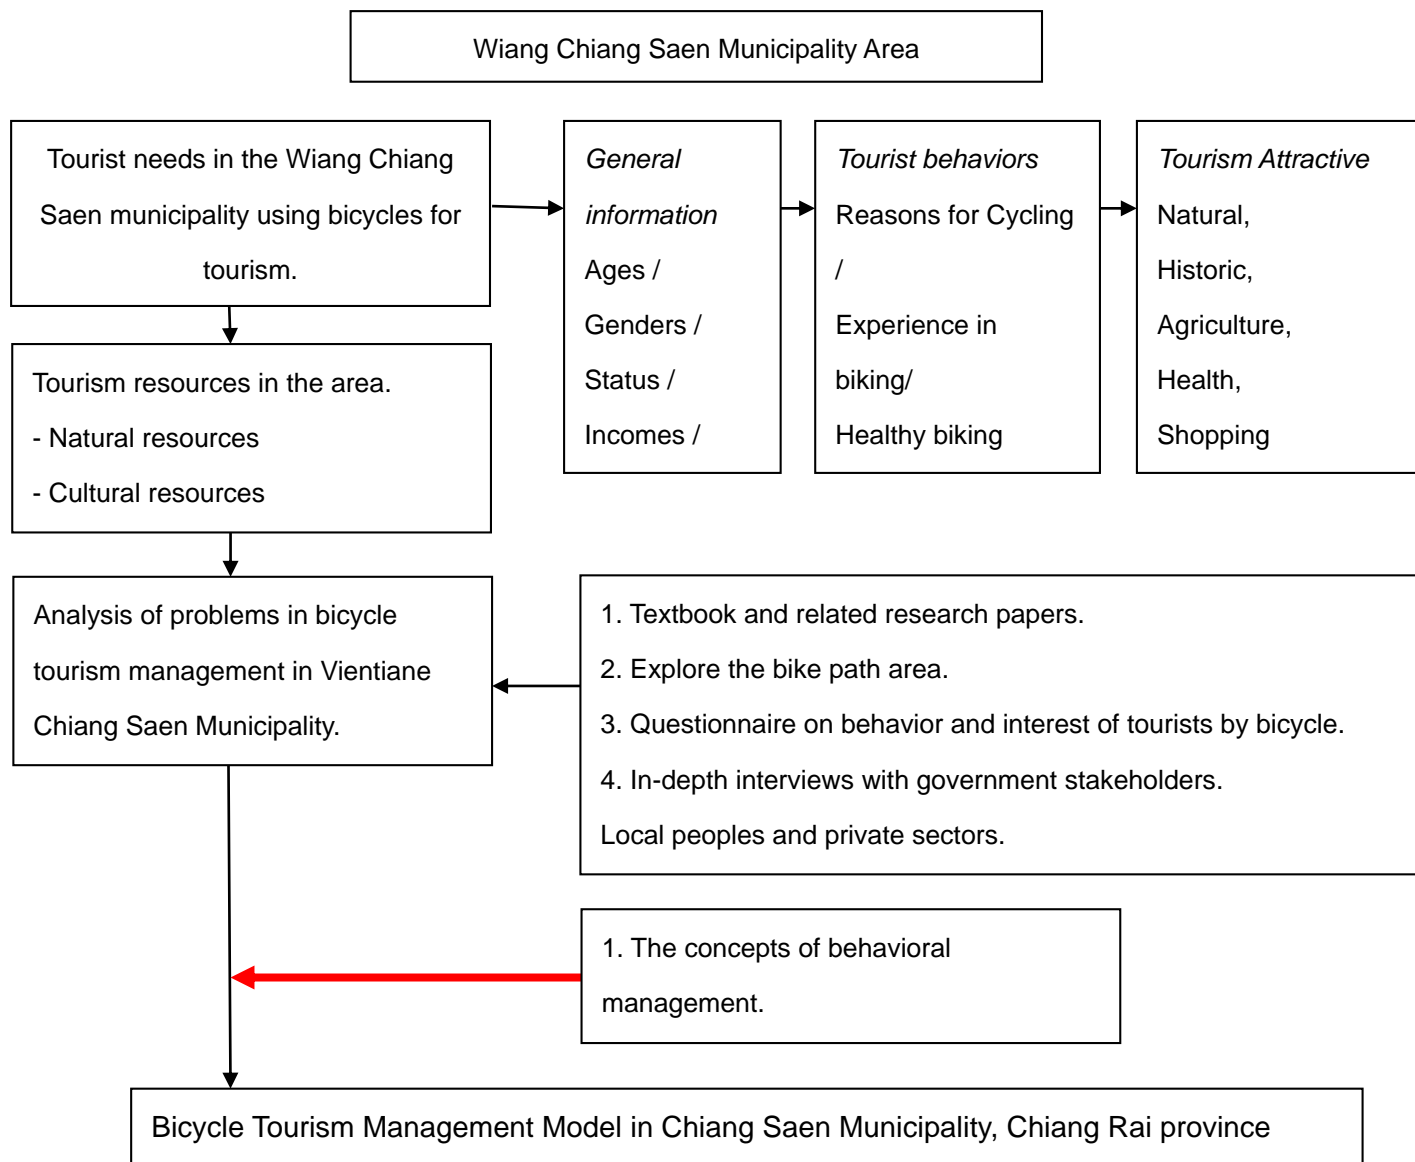 Wiang Chiang Saen Municipality Area
Tourist needs in the Wiang Chiang
Saen municipality using bicycles for
tourism.
General
information
Ages /
Genders /
Status /
Incomes /
Tourist behaviors
Reasons for Cycling
/
Experience in
biking/
Healthy biking
Tourism Attractive
Natural,
Historic,
Agriculture,
Health,
Shopping
Tourism resources in the area.
- Natural resources
- Cultural resources
Analysis of problems in bicycle
tourism management in Vientiane
Chiang Saen Municipality.
1. Textbook and related research papers.
2. Explore the bike path area.
3. Questionnaire on behavior and interest of tourists by bicycle.
4. In-depth interviews with government stakeholders.
Local peoples and private sectors.
1. The concepts of behavioral
management.
Bicycle Tourism Management Model in Chiang Saen Municipality, Chiang Rai province